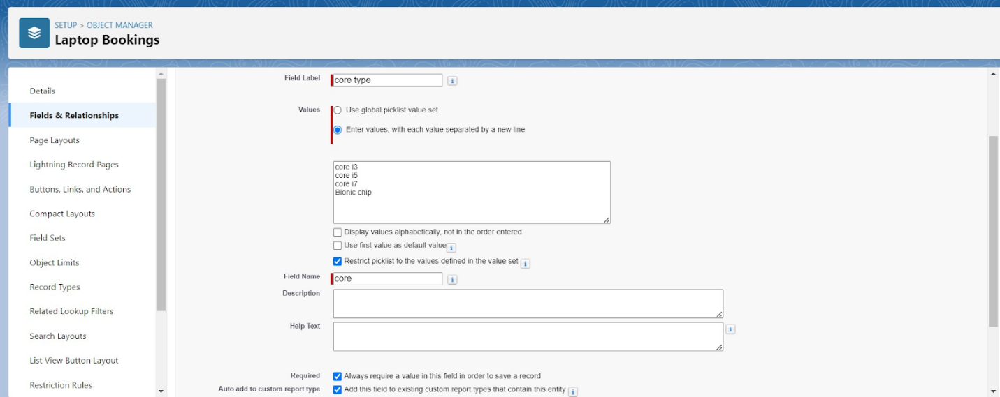 SETUP > OBJECT MANAGER
Laptop Bookings
Details
Fields & Relationships
Page Layouts
Lightning Record Pages
Buttons, Links, and Actions
Compact Layouts
Field Sets
Object Limits
Record Types
Related Lookup Filters
Search Layouts
List View Button Layout
Restriction Rules
Field Label core type i
Values Use global picklist value set
Enter values, with each value separated by a new line
core i3
core i5
core i7
Bionic chip
Display values alphabetically, not in the order entered
Use first value as default value i
Restrict picklist to the values defined in the value set i
Field Name core i
Description
Help Text i
Required Always require a value in this field in order to save a record
Auto add to custom report type Add this field to existing custom report types that contain this entity i